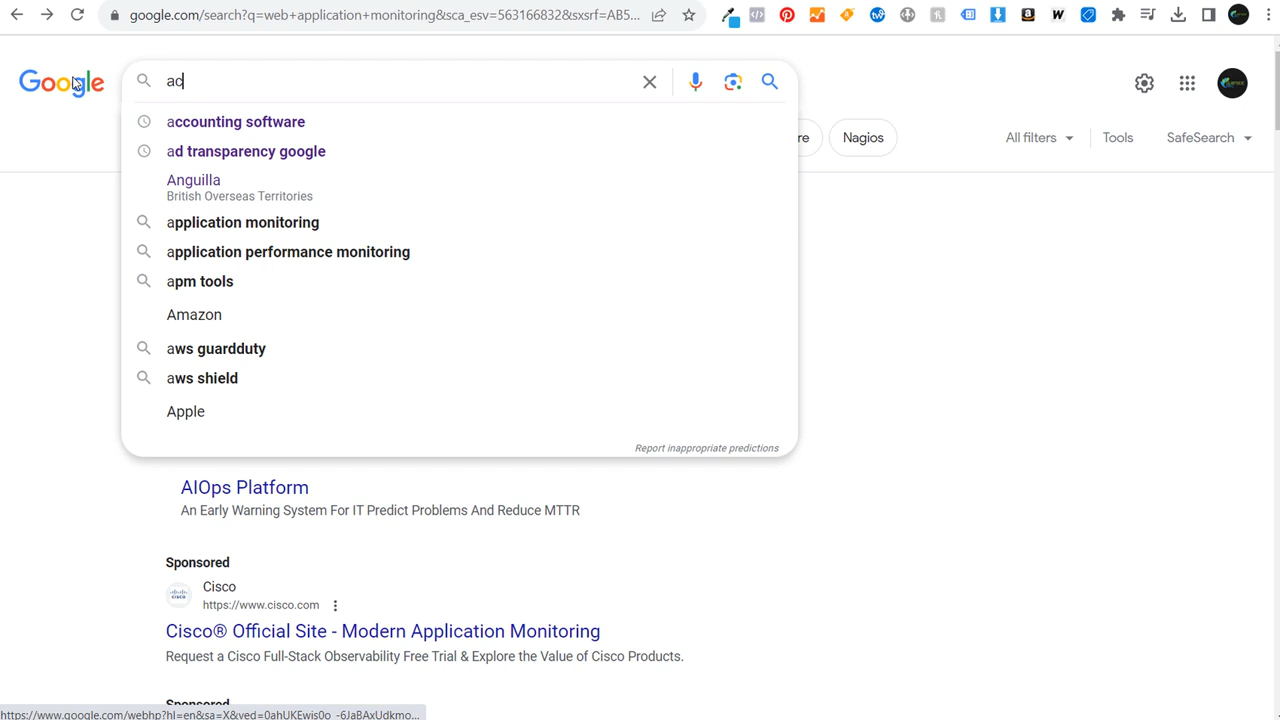 google.com/search?q=web+application+monitoring&sca_esv=563166832&sxsrf=AB5...
Google
ac
accounting software
ad transparency google
Anguilla
British Overseas Territories
application monitoring
application performance monitoring
apm tools
Amazon
aws guardduty
aws shield
Apple
Report inappropriate predictions
re
Nagios
All filters
Tools
SafeSearch
AIOps Platform
An Early Warning System For IT Predict Problems And Reduce MTTR
Sponsored
Cisco
https://www.cisco.com
Cisco® Official Site - Modern Application Monitoring
Request a Cisco Full-Stack Observability Free Trial & Explore the Value of Cisco Products.
Sponsored
https://www.google.com/webhp?hl=en&sa=X&ved=0ahUKEwis0o_-6JaBAxUdkmo...